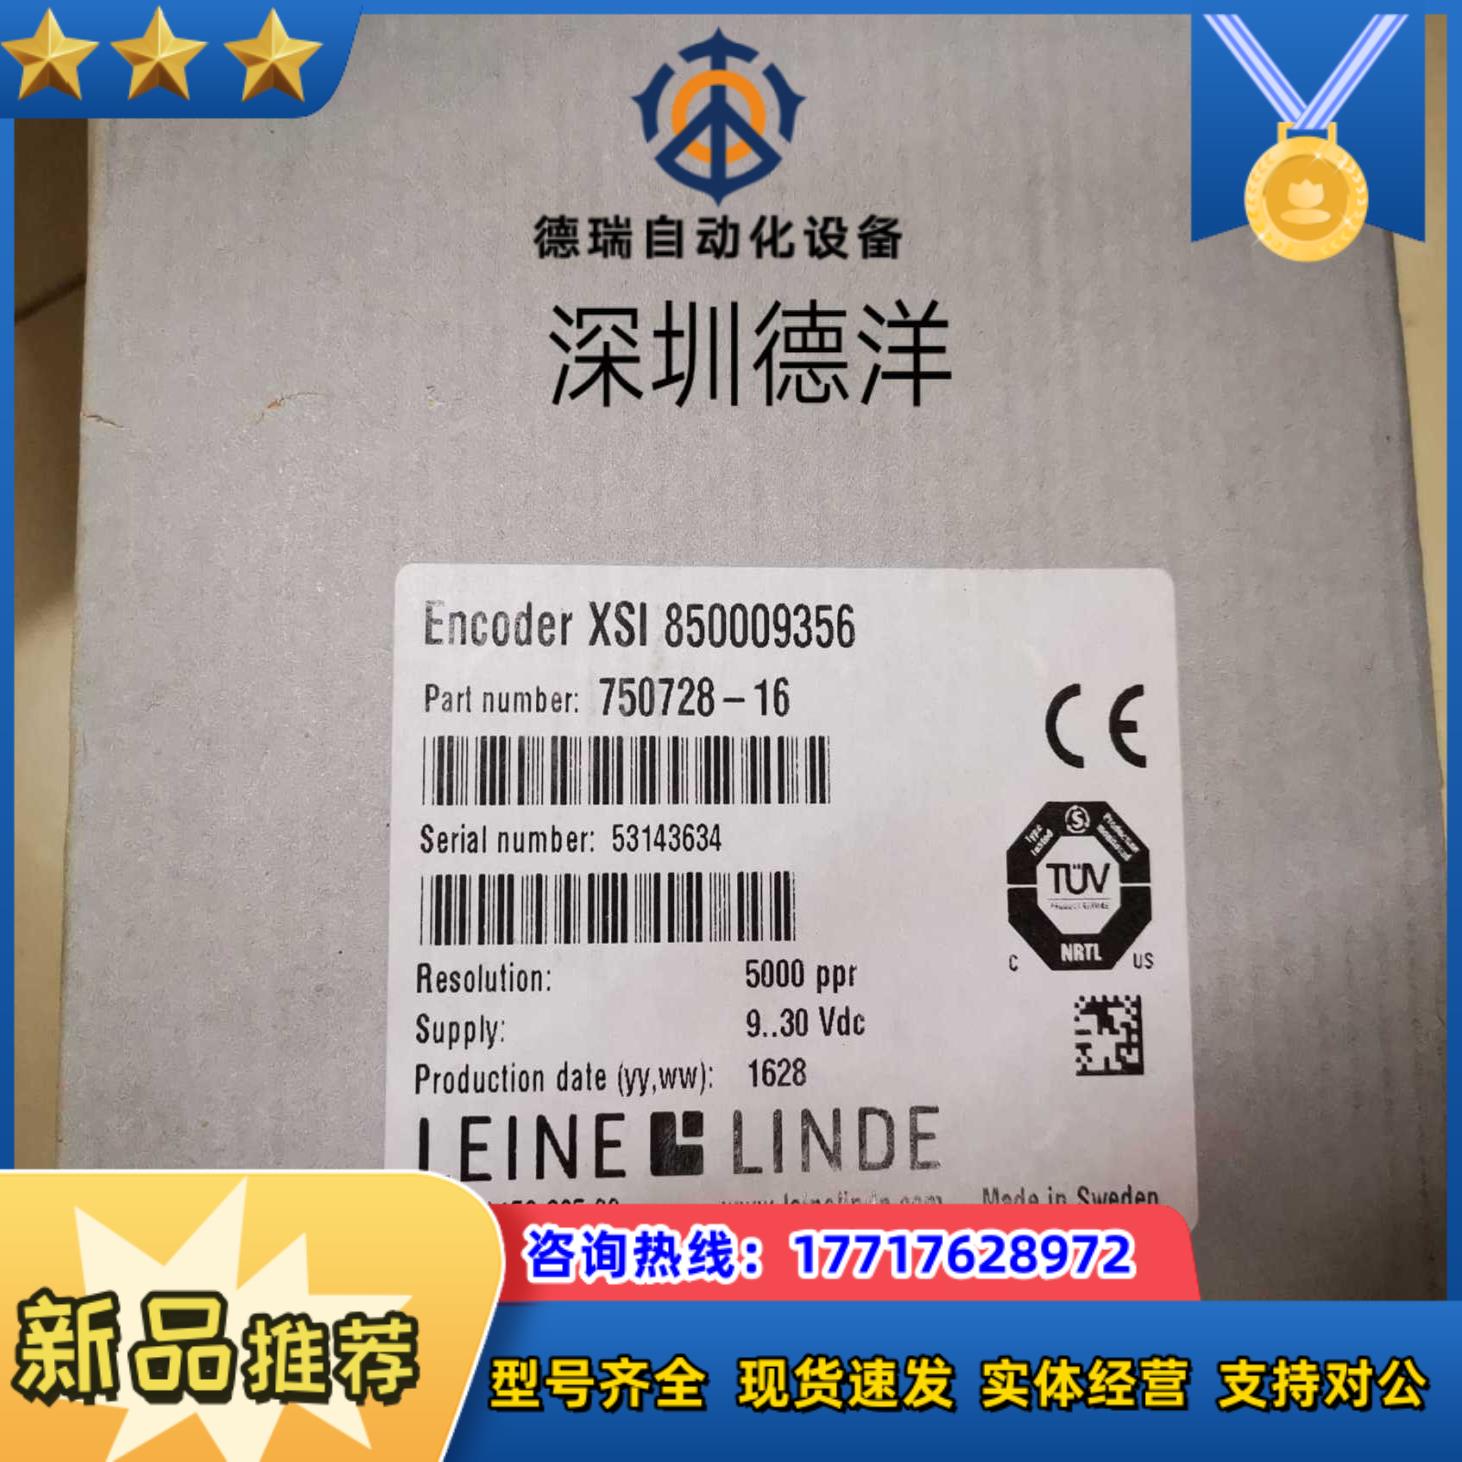 德瑞自动化设备
深圳德洋
Encoder XSI 850009356
Part number: 750728-16
Serial number: 53143634
Resolution: 5000 ppr
Supply: 9..30 Vdc
Production date (yy,ww): 1628
CE
Type tested
S
TÜV
NRTL
C US
LEINE LINDE
Made in Sweden
咨询热线：17717628972
新品推荐
型号齐全 现货速发 实体经营 支持对公